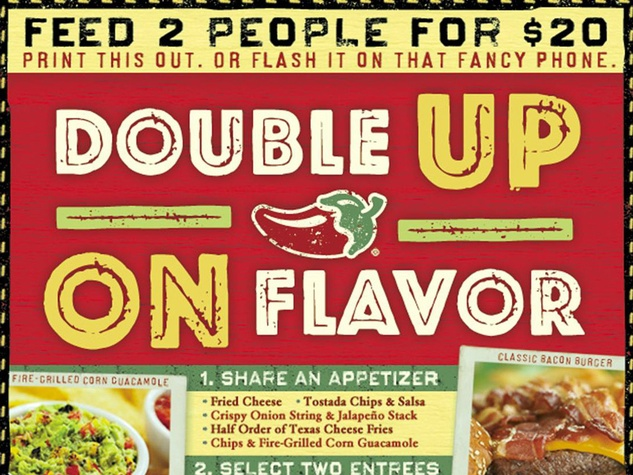 FEED 2 PEOPLE FOR $20
PRINT THIS OUT. OR FLASH IT ON THAT FANCY PHONE.
DOUBLE UP
ON FLAVOR
®
FIRE-GRILLED CORN GUACAMOLE
CLASSIC BACON BURGER
1. SHARE AN APPETIZER
• Fried Cheese • Tostada Chips & Salsa
• Crispy Onion String & Jalapeño Stack
• Half Order of Texas Cheese Fries
• Chips & Fire-Grilled Corn Guacamole
2. SELECT TWO ENTREES